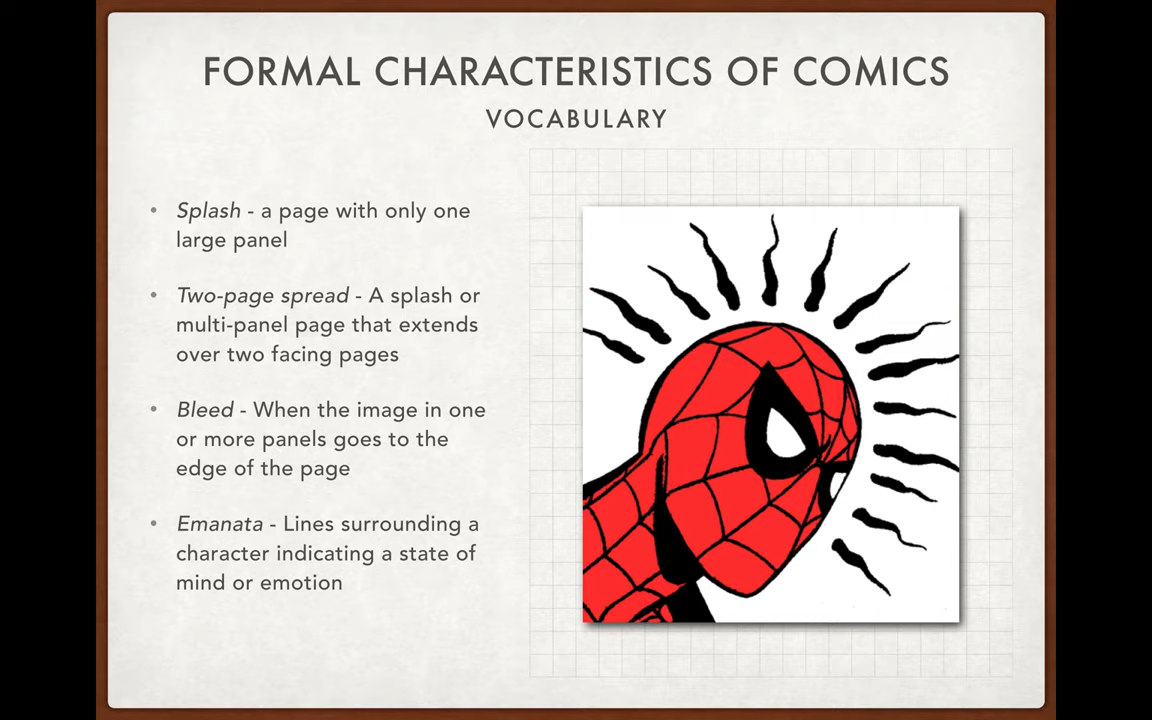 FORMAL CHARACTERISTICS OF COMICS
VOCABULARY
• Splash - a page with only one
large panel
• Two-page spread - A splash or
multi-panel page that extends
over two facing pages
• Bleed - When the image in one
or more panels goes to the
edge of the page
• Emanata - Lines surrounding a
character indicating a state of
mind or emotion